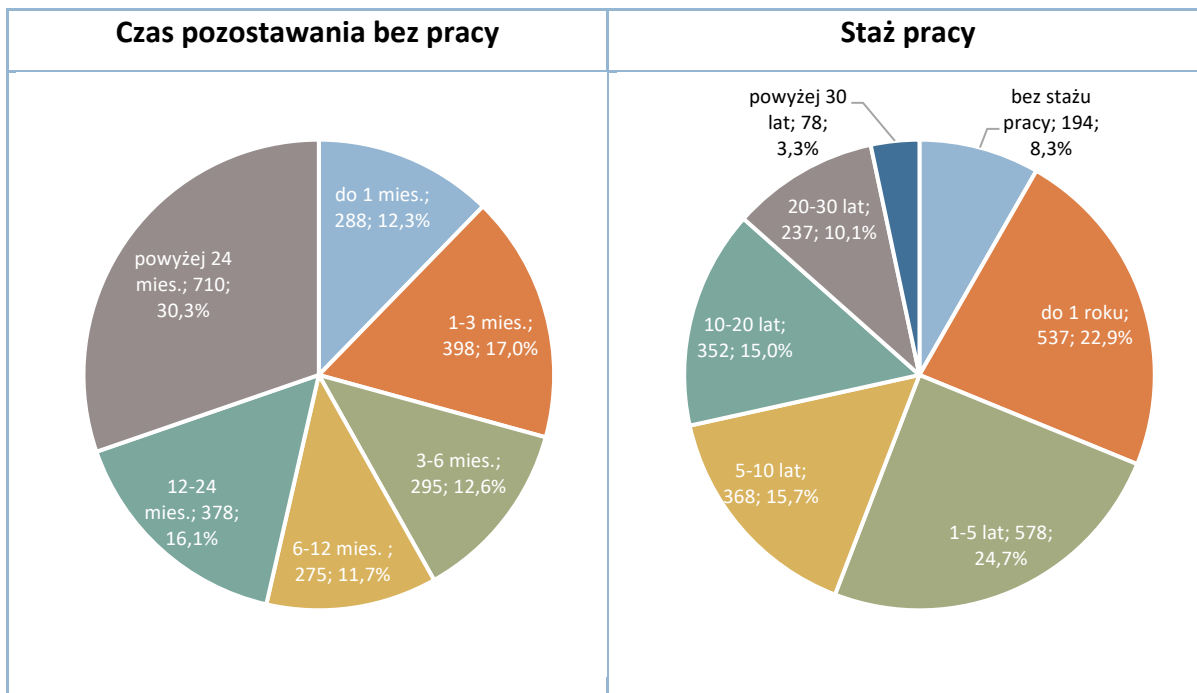 Czas pozostawania bez pracy
do 1 mies.;
288; 12,3%
1-3 mies.;
398; 17,0%
3-6 mies.;
295; 12,6%
6-12 mies. ;
275; 11,7%
12-24
mies.; 378;
16,1%
powyżej 24
mies.; 710;
30,3%
Staż pracy
bez stażu
pracy; 194;
8,3%
do 1 roku;
537; 22,9%
1-5 lat; 578;
24,7%
5-10 lat;
368; 15,7%
10-20 lat;
352; 15,0%
20-30 lat;
237; 10,1%
powyżej 30
lat; 78;
3,3%